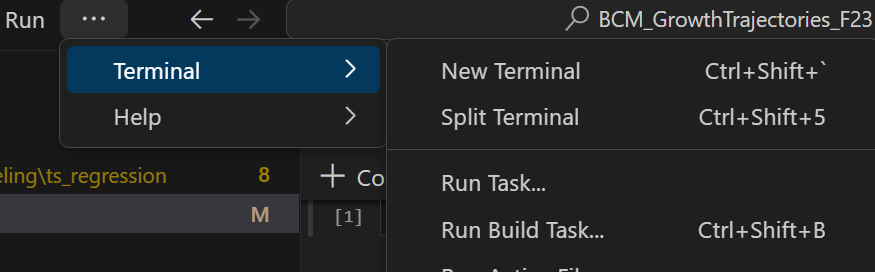 Run ... BCM_GrowthTrajectories_F23
Terminal
Help
New Terminal Ctrl+Shift+`
Split Terminal Ctrl+Shift+5
Run Task...
Run Build Task... Ctrl+Shift+B
eling\ts_regression 8
M
+ Co
[1]